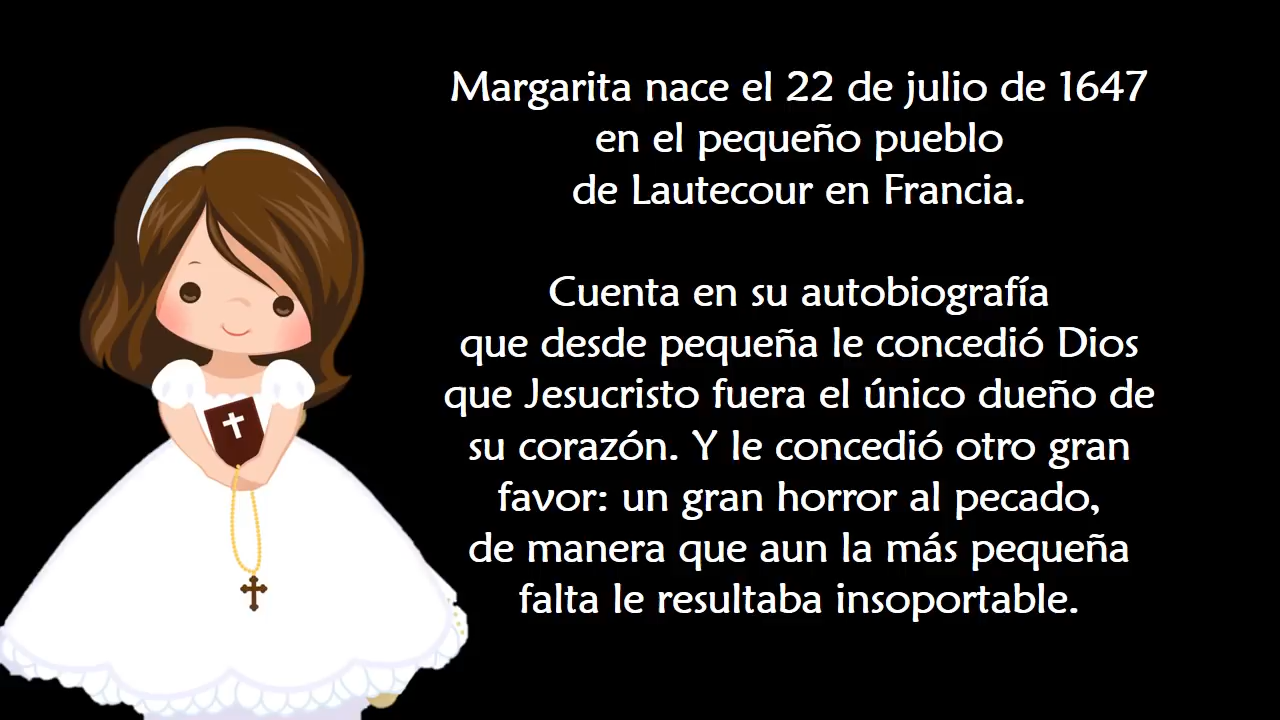 Margarita nace el 22 de julio de 1647
en el pequeño pueblo
de Lautecour en Francia.
Cuenta en su autobiografía
que desde pequeña le concedió Dios
que Jesucristo fuera el único dueño de
su corazón. Y le concedió otro gran
favor: un gran horror al pecado,
de manera que aun la más pequeña
falta le resultaba insoportable.